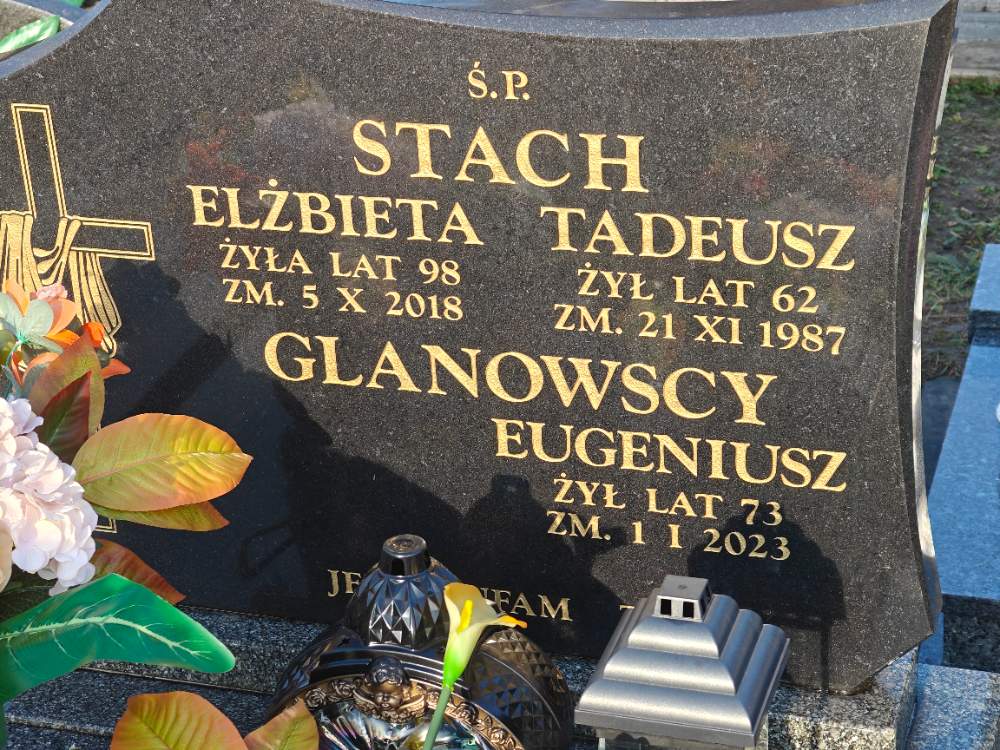 Ś.P.
STACH
ELŻBIETA TADEUSZ
ŻYŁA LAT 98 ŻYŁ LAT 62
ZM. 5 X 2018 ZM. 21 XI 1987
GLANOWSCY
EUGENIUSZ
ŻYŁ LAT 73
ZM. 1 I 2023